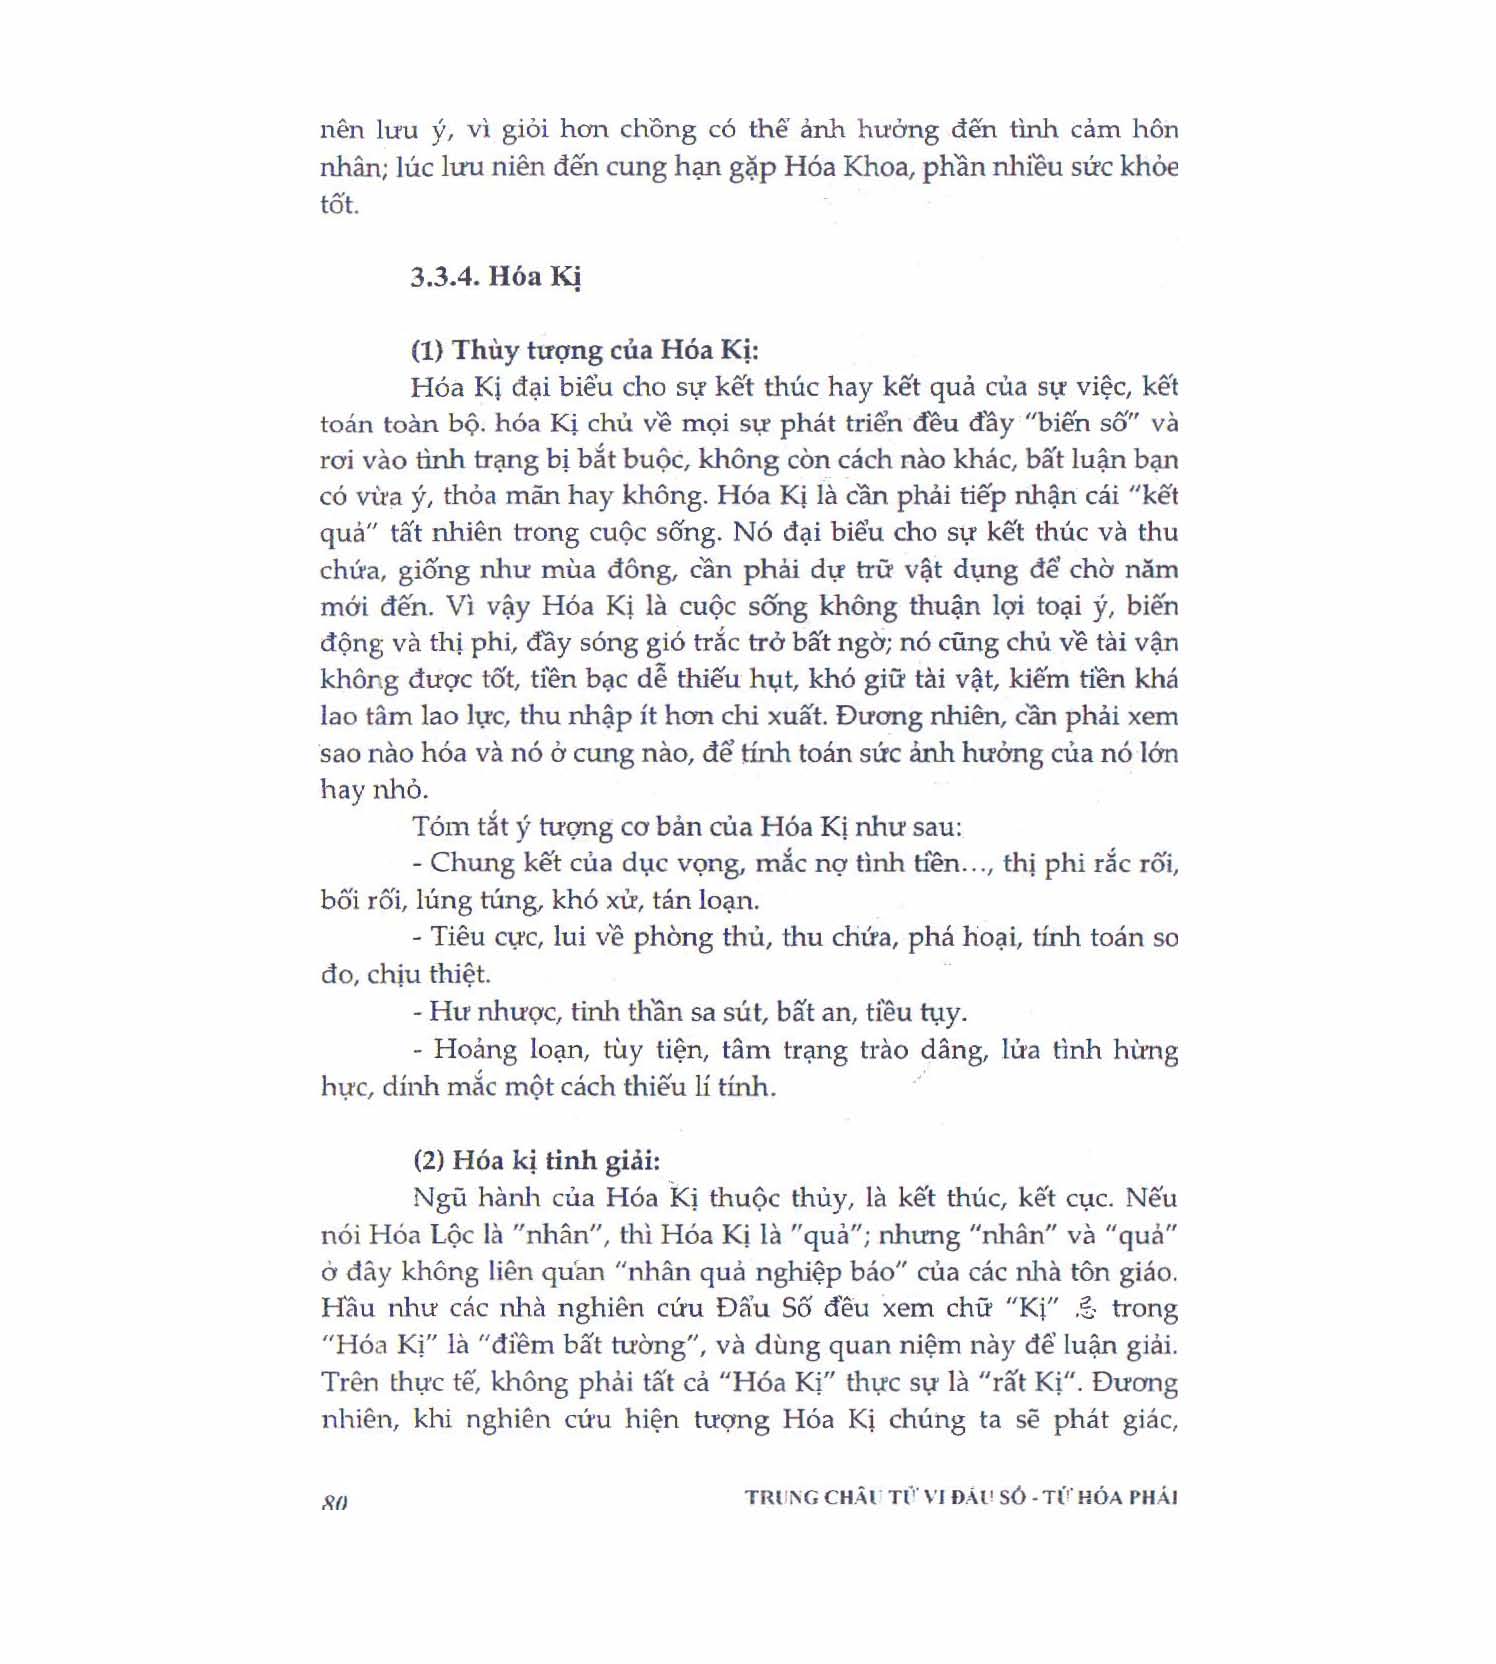 nên lưu ý, vì giỏi hơn chồng có thể ảnh hưởng đến tình cảm hôn
nhân; lúc lưu niên đến cung hạn gặp Hóa Khoa, phần nhiều sức khỏe
tốt.
3.3.4. Hóa Kị
(1) Thùy tượng của Hóa Kị:
Hóa Kị đại biểu cho sự kết thúc hay kết quả của sự việc, kết
toán toàn bộ. hóa Kị chủ về mọi sự phát triển đều đầy "biến số" và
rơi vào tình trạng bị bắt buộc, không còn cách nào khác, bất luận bạn
có vừa ý, thỏa mãn hay không. Hóa Kị là cần phải tiếp nhận cái "kết
quả" tất nhiên trong cuộc sống. Nó đại biểu cho sự kết thúc và thu
chứa, giống như mùa đông, cần phải dự trữ vật dụng để chờ năm
mới đến. Vì vậy Hóa Kị là cuộc sống không thuận lợi toại ý, biến
động và thị phi, đầy sóng gió trắc trở bất ngờ; nó cũng chủ về tài vận
không được tốt, tiền bạc dễ thiếu hụt, khó giữ tài vật, kiếm tiền khá
lao tâm lao lực, thu nhập ít hơn chi xuất. Đương nhiên, cần phải xem
sao nào hóa và nó ở cung nào, để tính toán sức ảnh hưởng của nó lớn
hay nhỏ.
Tóm tắt ý tượng cơ bản của Hóa Kị như sau:
- Chung kết của dục vọng, mắc nợ tình tiền..., thị phi rắc rối,
bối rối, lúng túng, khó xử, tán loạn.
- Tiêu cực, lui về phòng thủ, thu chứa, phá hoại, tính toán so
đo, chịu thiệt.
- Hư nhược, tinh thần sa sút, bất an, tiều tụy.
- Hoảng loạn, tùy tiện, tâm trạng trào dâng, lửa tình hừng
hực, dính mắc một cách thiếu lí tính.
(2) Hóa kị tinh giải:
Ngũ hành của Hóa Kị thuộc thủy, là kết thúc, kết cục. Nếu
nói Hóa Lộc là "nhân", thì Hóa Kị là "quả"; nhưng "nhân" và "quả"
ở đây không liên quan "nhân quả nghiệp báo" của các nhà tôn giáo.
Hầu như các nhà nghiên cứu Đẩu Số đều xem chữ "Kị" 忌 trong
"Hóa Kị" là "điềm bất tường", và dùng quan niệm này để luận giải.
Trên thực tế, không phải tất cả "Hóa Kị" thực sự là "rất Kị". Đương
nhiên, khi nghiên cứu hiện tượng Hóa Kị chúng ta sẽ phát giác,
80
TRUNG CHÂU TỬ VI ĐẨU SỐ - TỨ HÓA PHÁI